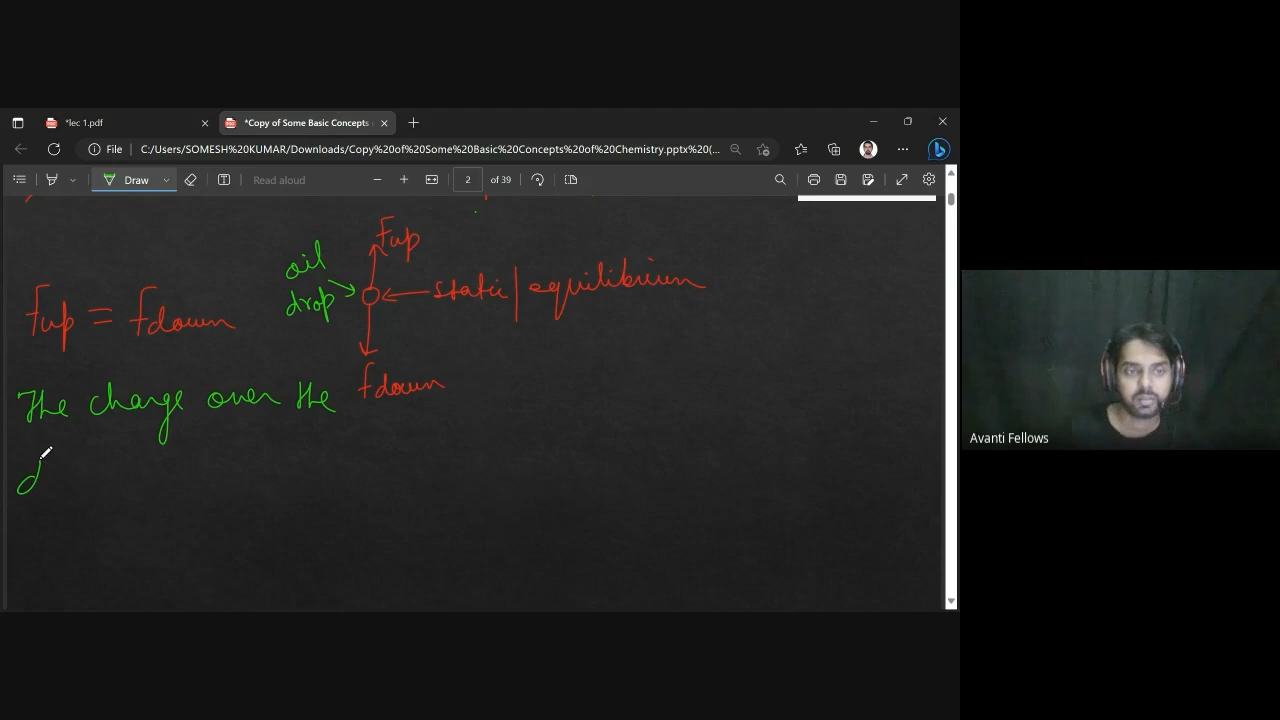 *lec 1.pdf
*Copy of Some Basic Concepts
File
C:/Users/SOMESH%20KUMAR/Downloads/Copy%20of%20Some%20Basic%20Concepts%20of%20Chemistry.pptx%20(...
Draw
Read aloud
2 of 39
Fup
oil
drop
static | equilibrium
Fup = fdown
fdown
The charge over the
d
Avanti Fellows